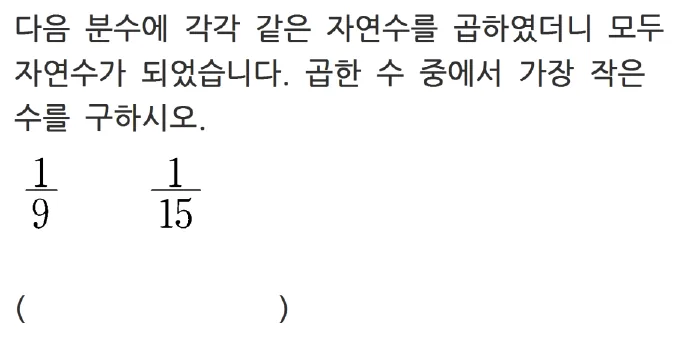 다음 분수에 각각 같은 자연수를 곱하였더니 모두
자연수가 되었습니다. 곱한 수 중에서 가장 작은
수를 구하시오.
1/9 1/15
( )